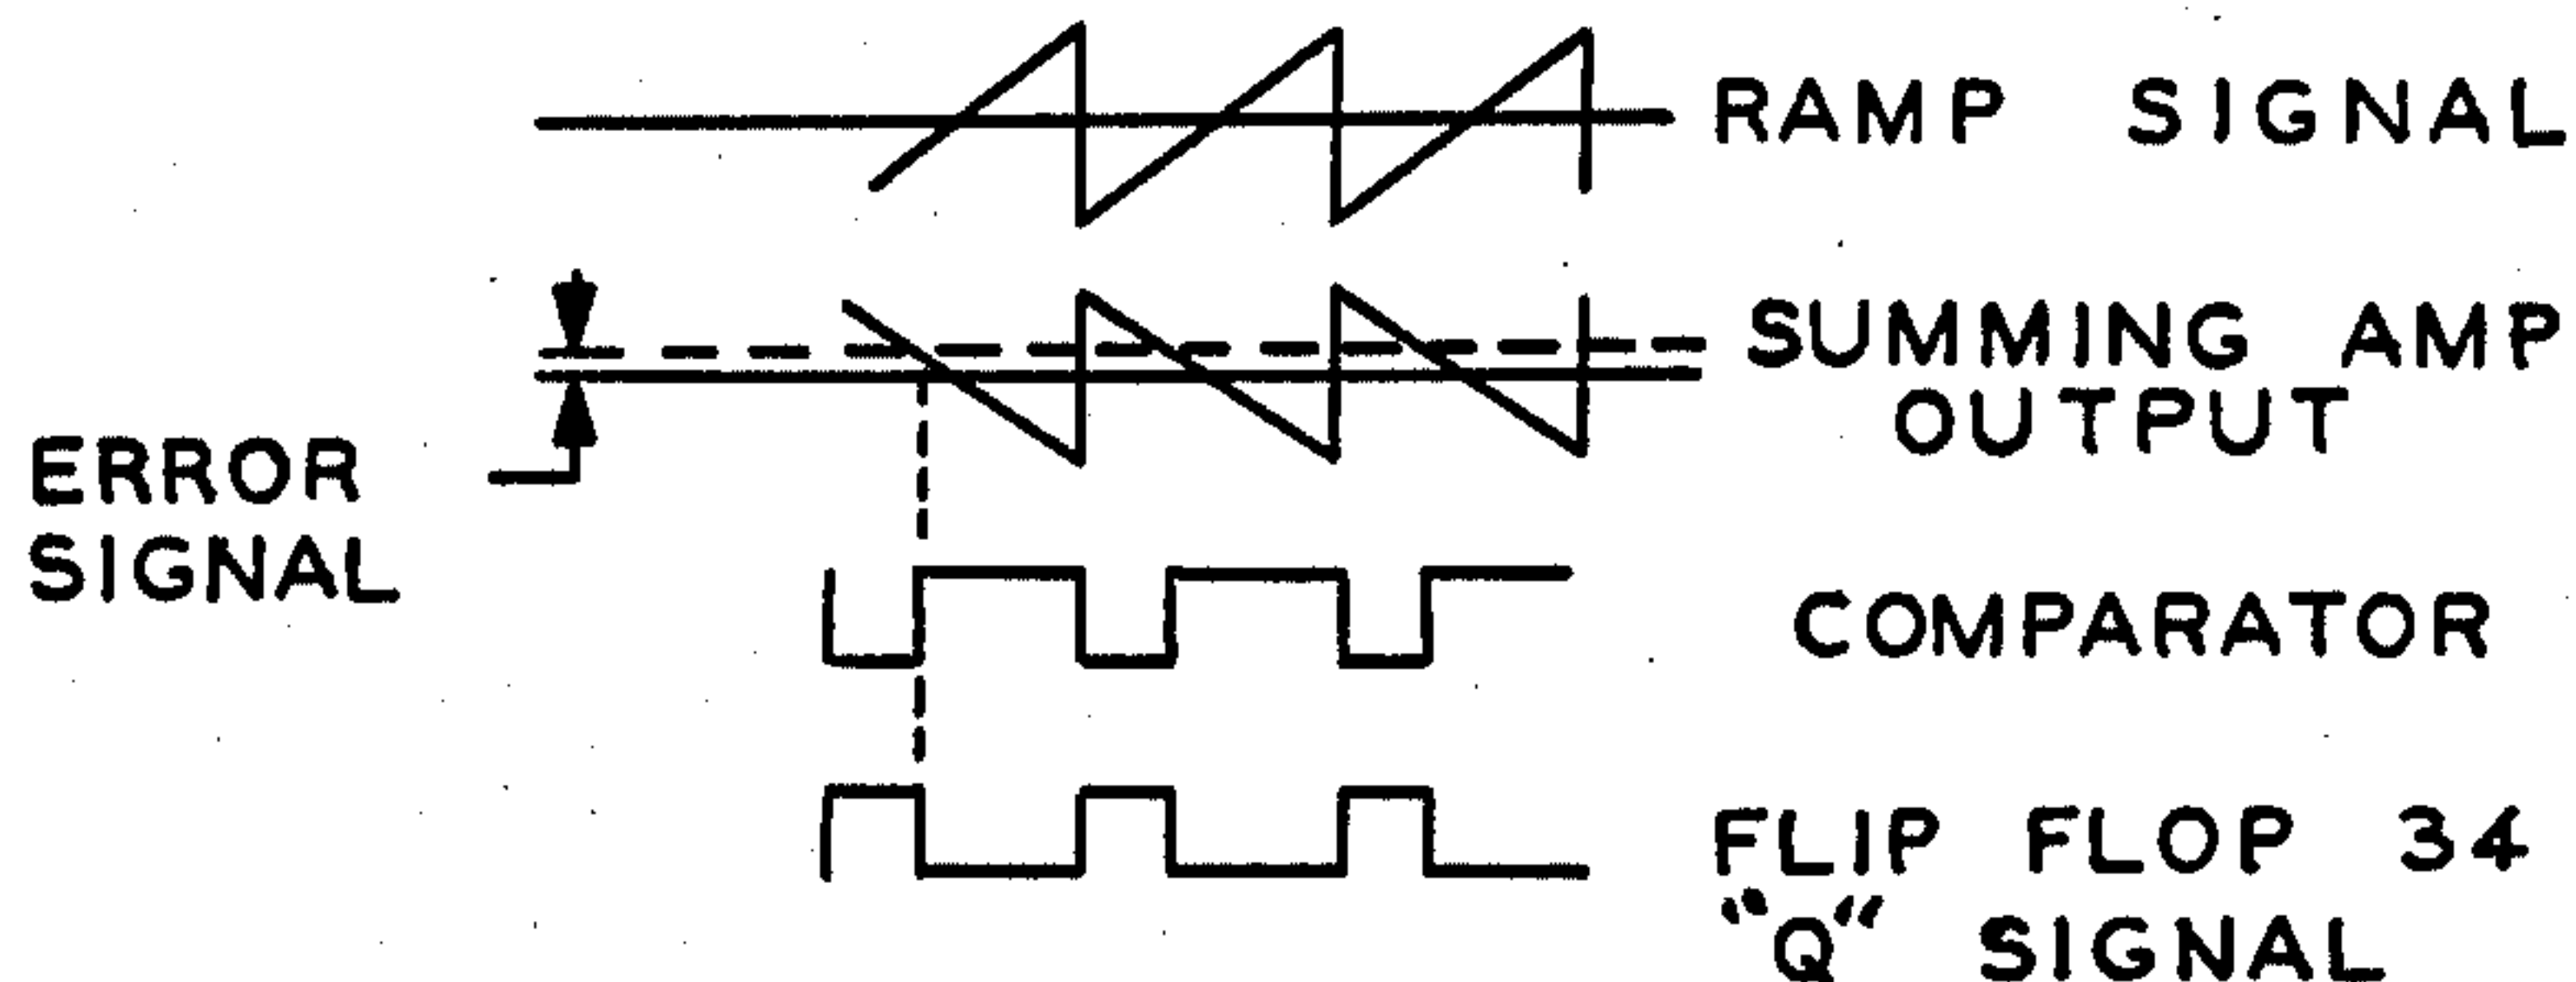 RAMP SIGNAL
SUMMING AMP
OUTPUT
ERROR
SIGNAL
COMPARATOR
FLIP FLOP 34
"Q" SIGNAL